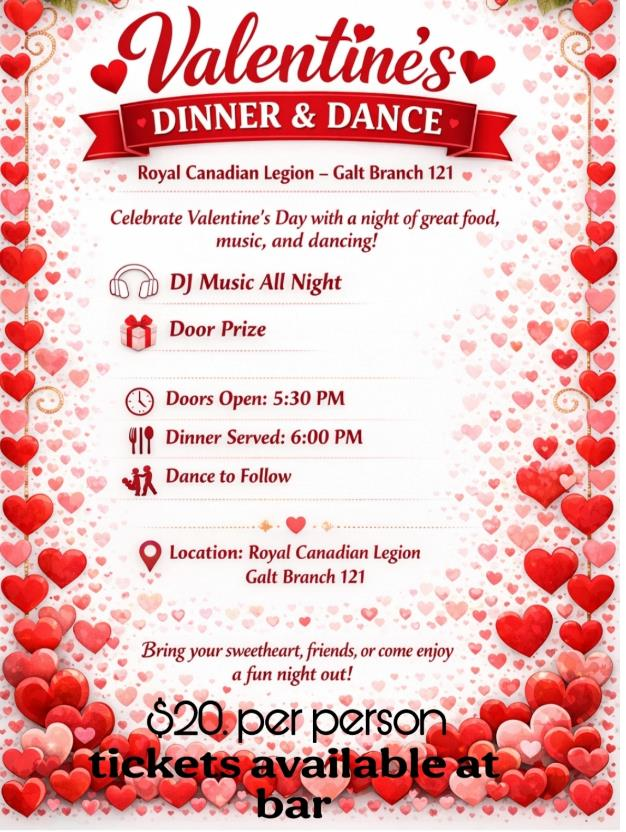 Valentine's
DINNER & DANCE
Royal Canadian Legion – Galt Branch 121
Celebrate Valentine's Day with a night of great food,
music, and dancing!
DJ Music All Night
Door Prize
Doors Open: 5:30 PM
Dinner Served: 6:00 PM
Dance to Follow
Location: Royal Canadian Legion
Galt Branch 121
Bring your sweetheart, friends, or come enjoy
a fun night out!
$20. per person
tickets available at
bar